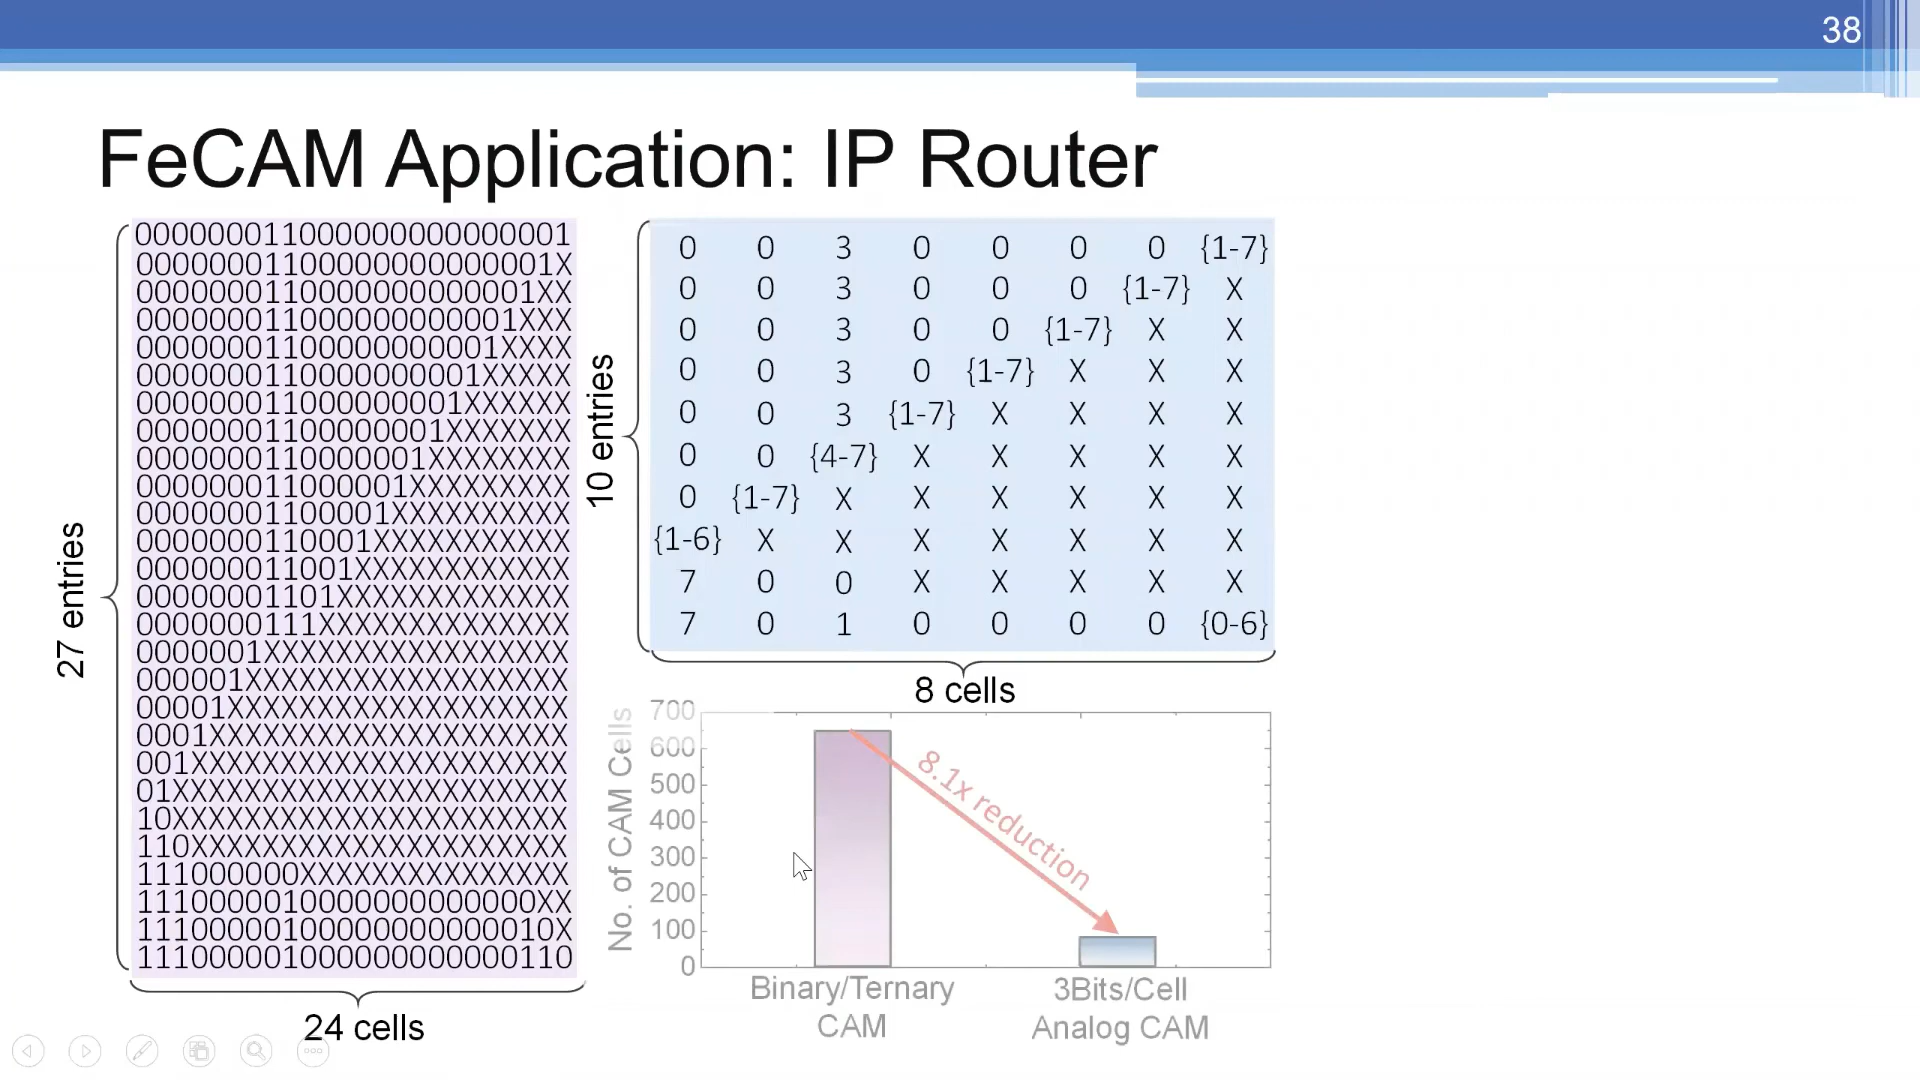 38
FeCAM Application: IP Router
27 entries
000000011000000000000001
00000001100000000000001X
0000000110000000000001XX
000000011000000000001XXX
00000001100000000001XXXX
0000000110000000001XXXXX
000000011000000001XXXXXX
00000001100000001XXXXXXX
0000000110000001XXXXXXXX
000000011000001XXXXXXXXX
00000001100001XXXXXXXXXX
0000000110001XXXXXXXXXXX
000000011001XXXXXXXXXXXX
00000001101XXXXXXXXXXXXX
0000000111XXXXXXXXXXXXXX
0000001XXXXXXXXXXXXXXXXX
000001XXXXXXXXXXXXXXXXXX
00001XXXXXXXXXXXXXXXXXXX
0001XXXXXXXXXXXXXXXXXXXX
001XXXXXXXXXXXXXXXXXXXXX
01XXXXXXXXXXXXXXXXXXXXXX
10XXXXXXXXXXXXXXXXXXXXXX
110XXXXXXXXXXXXXXXXXXXXX
111000000XXXXXXXXXXXXXXX
1110000010000000000000XX
11100000100000000000010X
111000001000000000000110
24 cells
10 entries
0 0 3 0 0 0 0 {1-7}
0 0 3 0 0 0 {1-7} X
0 0 3 0 0 {1-7} X X
0 0 3 0 {1-7} X X X
0 0 3 {1-7} X X X X
0 0 {4-7} X X X X X
0 {1-7} X X X X X X
{1-6} X X X X X X X
7 0 0 X X X X X
7 0 1 0 0 0 0 {0-6}
8 cells
No. of CAM Cells
700
600
500
400
300
200
100
0
8.1x reduction
Binary/Ternary
CAM
3Bits/Cell
Analog CAM